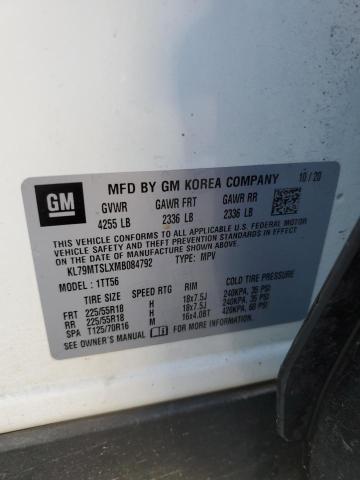 GM
MFD BY GM KOREA COMPANY 10/20
GVWR GAWR FRT GAWR RR
4255 LB 2336 LB 2336 LB
THIS VEHICLE CONFORMS TO ALL APPLICABLE U.S. FEDERAL MOTOR
VEHICLE SAFETY, BUMPER, AND THEFT PREVENTION STANDARDS IN
EFFECT ON THE DATE OF MANUFACTURE SHOWN ABOVE.
KL79MTSLXMB084792 TYPE: MPV
MODEL: 1TT56
TIRE SIZE SPEED RTG RIM COLD TIRE PRESSURE
FRT 225/55R18 H 18x7.5J 240KPA, 35 PSI
RR 225/55R18 H 18x7.5J 240KPA, 35 PSI
SPA T125/70R16 M 16x4.0BT 420KPA, 60 PSI
SEE OWNER'S MANUAL FOR ADDITIONAL INFORMATION